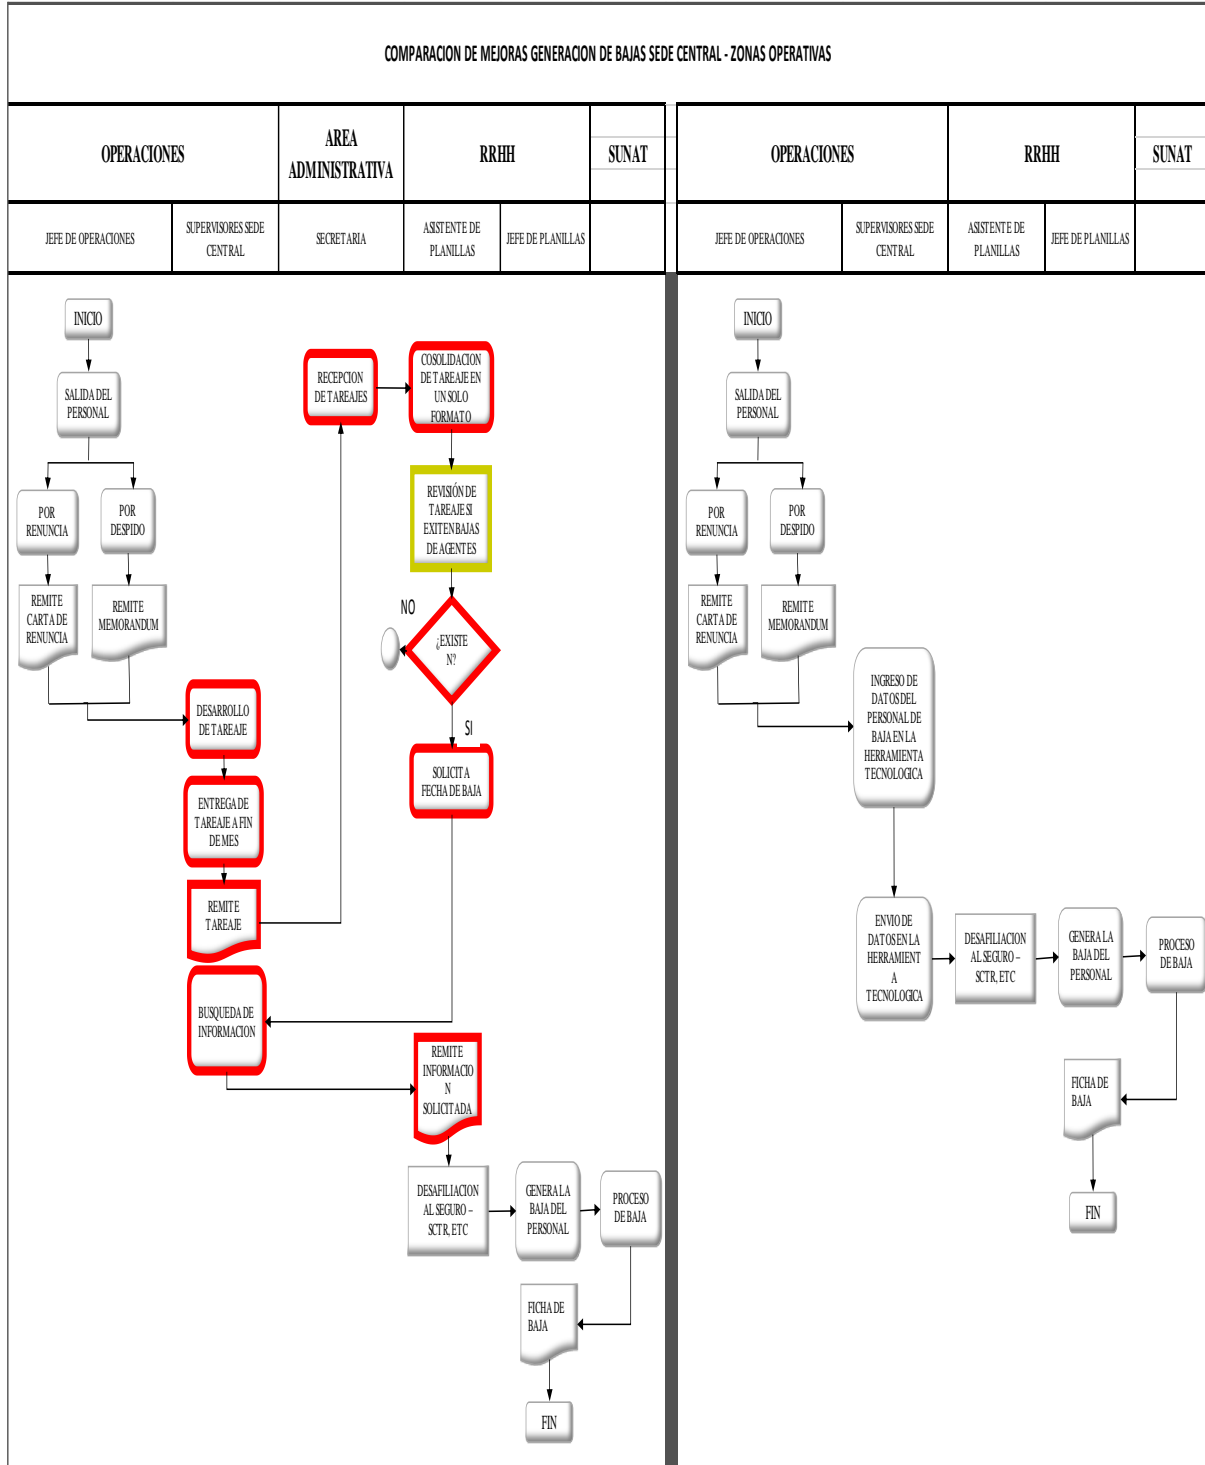 COMPARACION DE MEJORAS GENERACION DE BAJAS SEDE CENTRAL - ZONAS OPERATIVAS
OPERACIONES
AREA
ADMINISTRATIVA
RRHH
SUNAT
JEFE DE OPERACIONES
SUPERVISORES SEDE
CENTRAL
SECRETARIA
ASISTENTE DE
PLANILLAS
JEFE DE PLANILLAS
INICIO
SALIDA DEL
PERSONAL
POR
RENUNCIA
POR
DESPIDO
REMITE
CARTA DE
RENUNCIA
REMITE
MEMORANDUM
DESARROLLO
DE TAREAJE
ENTREGA DE
TAREAJE A FIN
DE MES
REMITE
TAREAJE
RECEPCION
DE TAREAJES
COSOLIDACION
DE TAREAJE EN
UN SOLO
FORMATO
REVISIÓN DE
TAREAJE SI
EXITEN BAJAS
DE AGENTES
¿EXISTE
N?
NO
SI
SOLICITA
FECHA DE BAJA
BUSQUEDA DE
INFORMACION
REMITE
INFORMACIO
N
SOLICITADA
DESAFILIACION
AL SEGURO –
SCTR, ETC
GENERA LA
BAJA DEL
PERSONAL
PROCESO
DE BAJA
FICHA DE
BAJA
FIN
OPERACIONES
RRHH
SUNAT
JEFE DE OPERACIONES
SUPERVISORES SEDE
CENTRAL
ASISTENTE DE
PLANILLAS
JEFE DE PLANILLAS
INICIO
SALIDA DEL
PERSONAL
POR
RENUNCIA
POR
DESPIDO
REMITE
CARTA DE
RENUNCIA
REMITE
MEMORANDUM
INGRESO DE
DATOS DEL
PERSONAL DE
BAJA EN LA
HERRAMIENTA
TECNOLOGICA
ENVIO DE
DATOS EN LA
HERRAMIENT
A
TECNOLOGICA
DESAFILIACION
AL SEGURO –
SCTR, ETC
GENERA LA
BAJA DEL
PERSONAL
PROCESO
DE BAJA
FICHA DE
BAJA
FIN